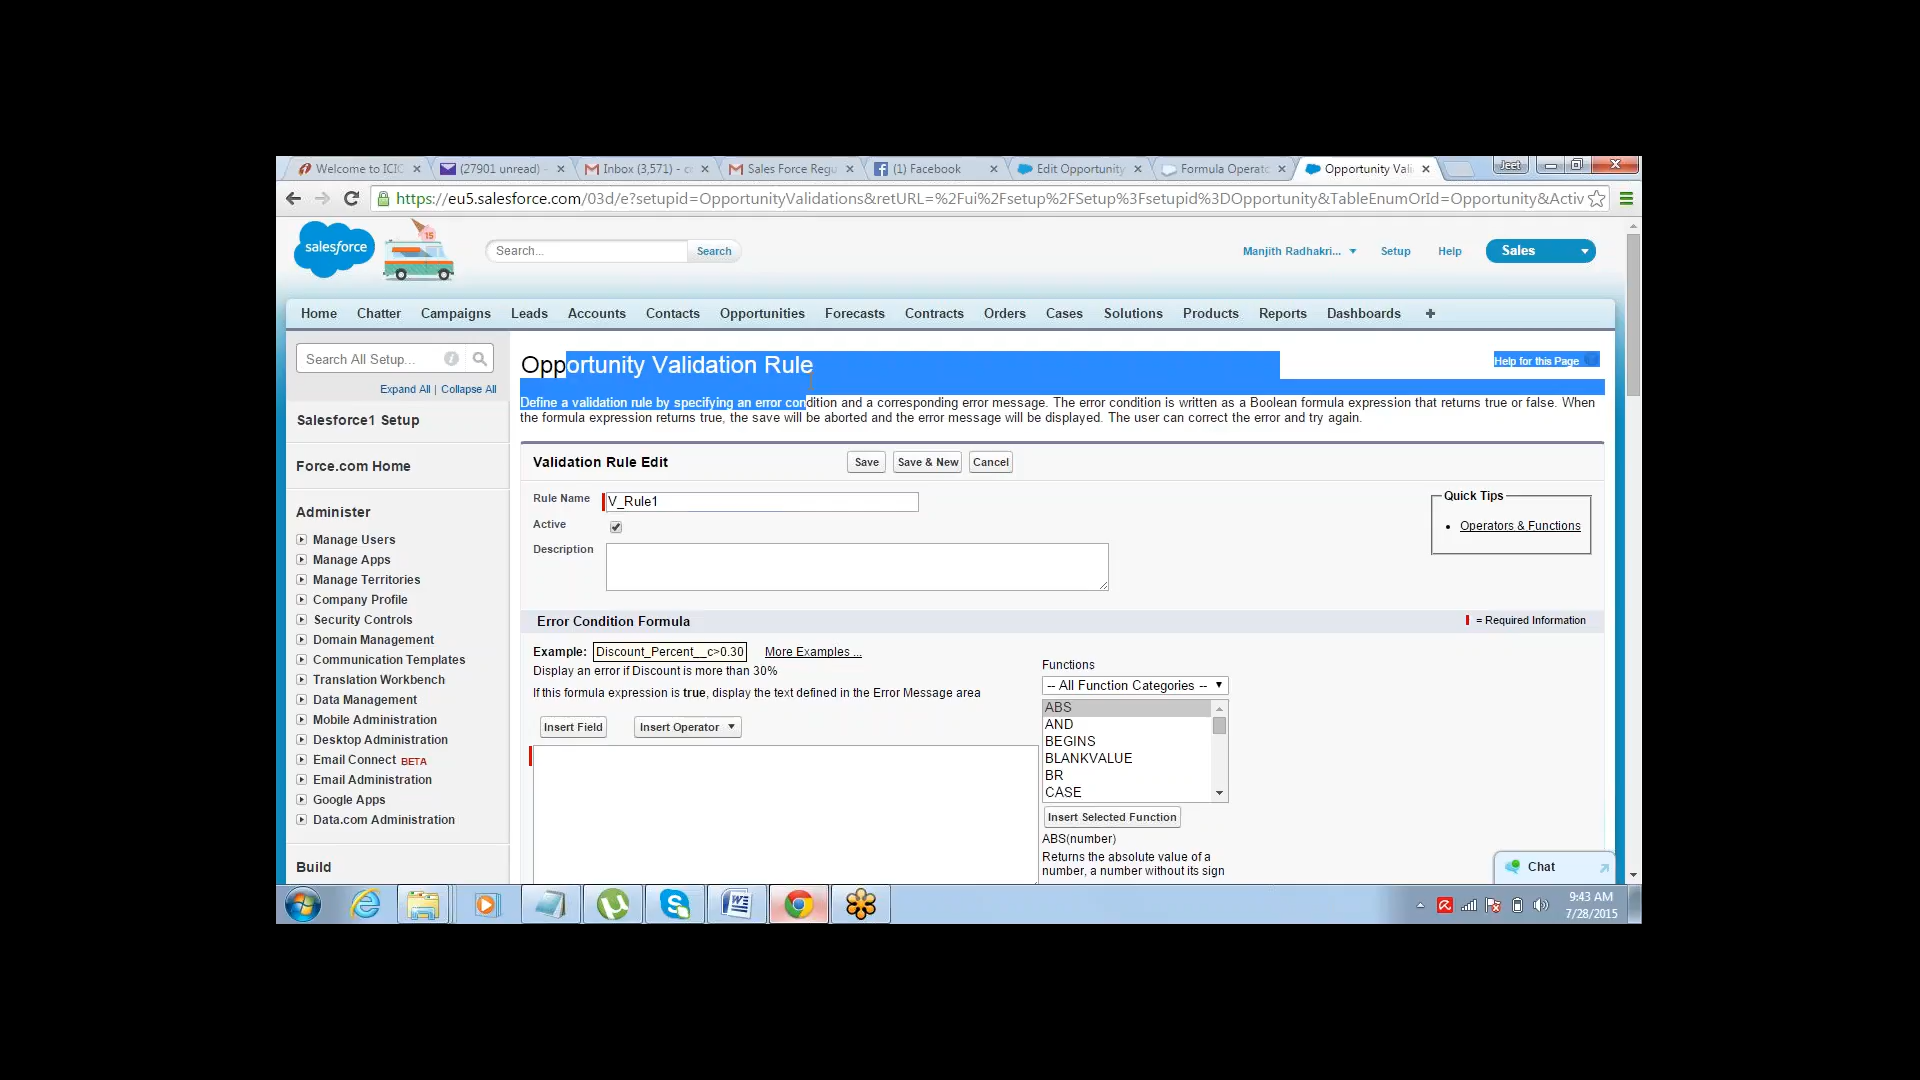 Welcome to ICIC
(27901 unread) -
Inbox (3,571) - c
Sales Force Regu
(1) Facebook
Edit Opportunity
Formula Operato
Opportunity Vali
Jeet
https://eu5.salesforce.com/03d/e?setupid=OpportunityValidations&retURL=%2Fui%2Fsetup%2FSetup%3Fsetupid%3DOpportunity&TableEnumOrId=Opportunity&Activ
salesforce
15
Search...
Search
Manjith Radhakri...
Setup
Help
Sales
Home Chatter Campaigns Leads Accounts Contacts Opportunities Forecasts Contracts Orders Cases Solutions Products Reports Dashboards +
Search All Setup...
Expand All | Collapse All
Salesforce1 Setup
Force.com Home
Administer
Manage Users
Manage Apps
Manage Territories
Company Profile
Security Controls
Domain Management
Communication Templates
Translation Workbench
Data Management
Mobile Administration
Desktop Administration
Email Connect BETA
Email Administration
Google Apps
Data.com Administration
Build
Opportunity Validation Rule
Help for this Page
Define a validation rule by specifying an error condition and a corresponding error message. The error condition is written as a Boolean formula expression that returns true or false. When
the formula expression returns true, the save will be aborted and the error message will be displayed. The user can correct the error and try again.
Validation Rule Edit
Save
Save & New
Cancel
Rule Name
V_Rule1
Active
Description
Quick Tips
Operators & Functions
Error Condition Formula
= Required Information
Example: Discount_Percent__c>0.30 More Examples ...
Display an error if Discount is more than 30%
If this formula expression is true, display the text defined in the Error Message area
Insert Field
Insert Operator
Functions
-- All Function Categories --
ABS
AND
BEGINS
BLANKVALUE
BR
CASE
Insert Selected Function
ABS(number)
Returns the absolute value of a
number, a number without its sign
Chat
9:43 AM
7/28/2015